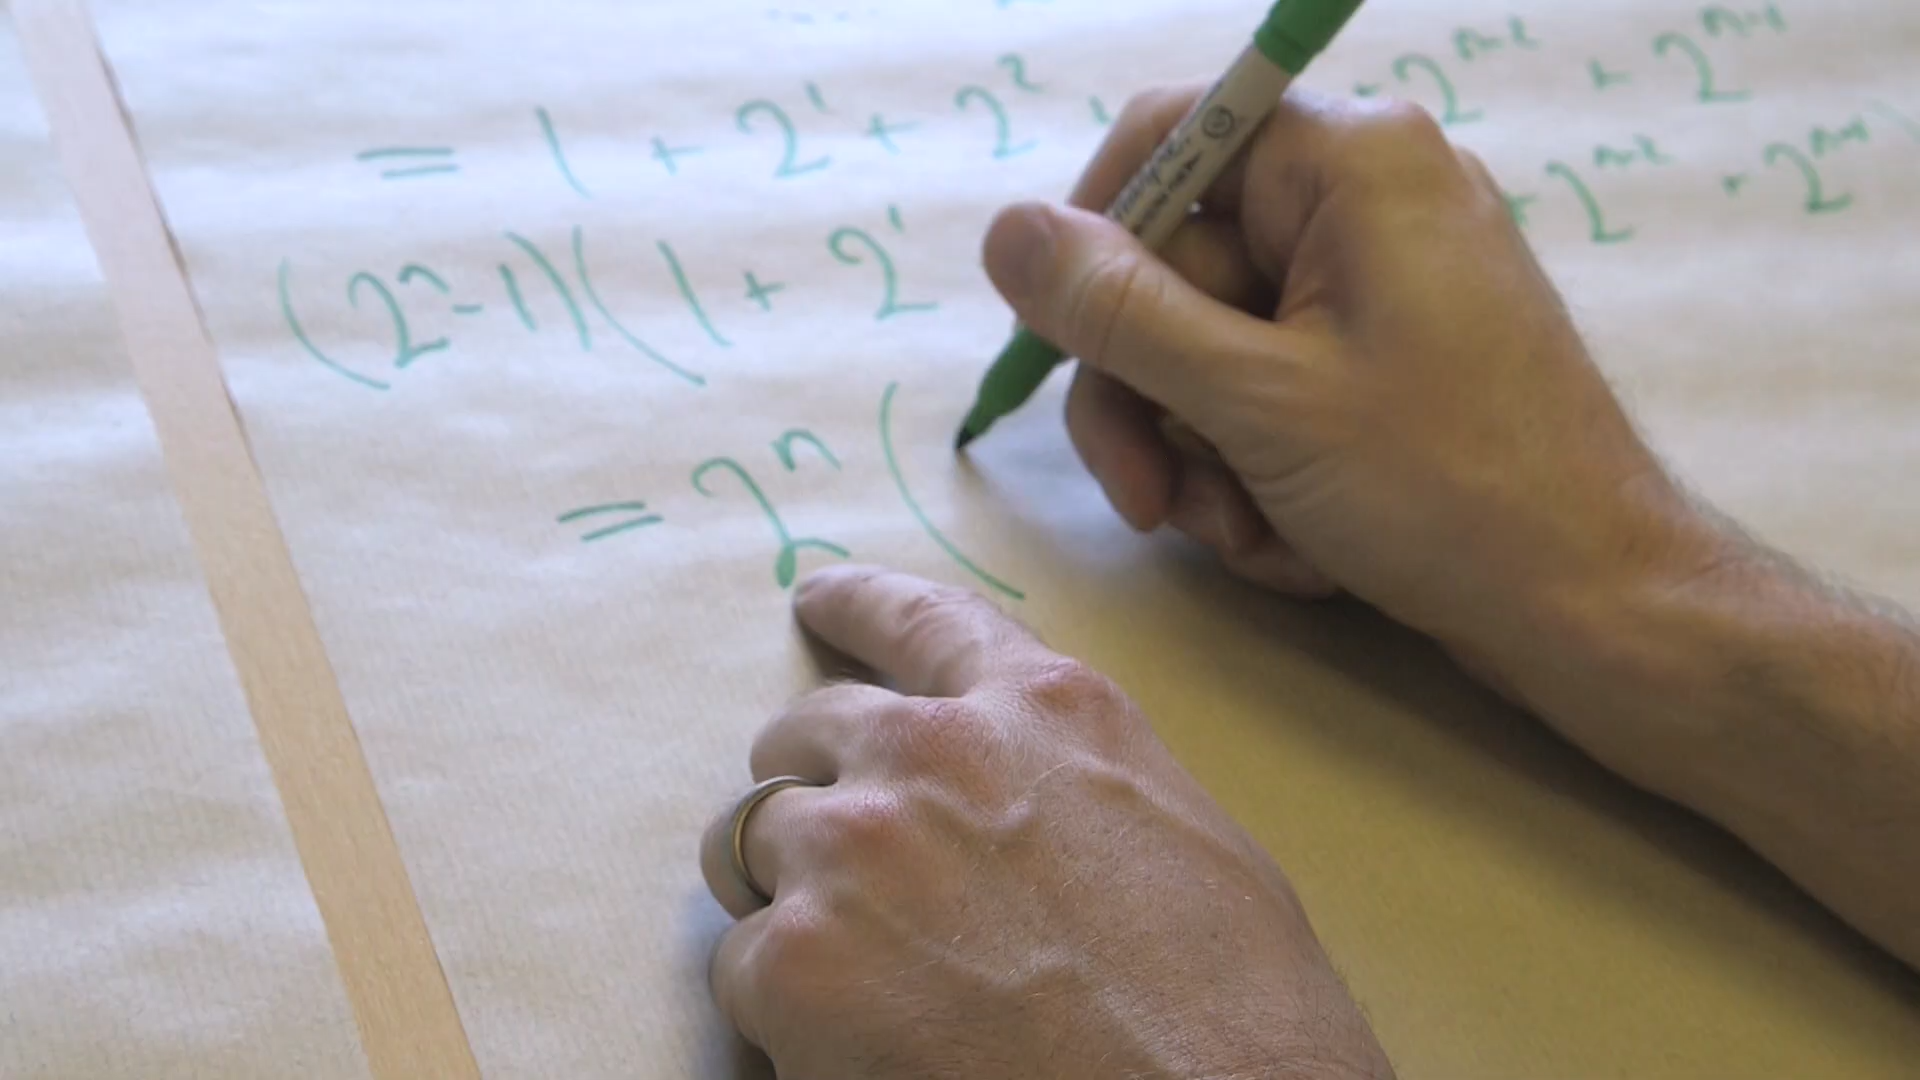 = 1 + 2¹ + 2² + 2ⁿ⁻² + 2ⁿ⁻¹
(2ⁿ-1)(1 + 2¹ + 2ⁿ⁻² + 2ⁿ⁻¹)
= 2ⁿ(